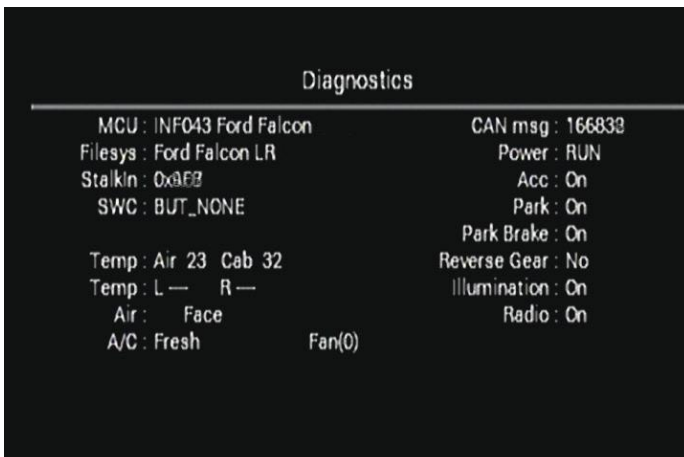 Diagnostics
MCU : INF043 Ford Falcon
Filesys : Ford Falcon LR
StalkIn :
SWC : BUT_NONE
Temp : Air 23 Cab 32
Temp : L --- R ---
Air : Face
A/C : Fresh Fan(0)
CAN msg :
Power : RUN
Acc : On
Park : On
Park Brake : On
Reverse Gear : No
Illumination : On
Radio : On